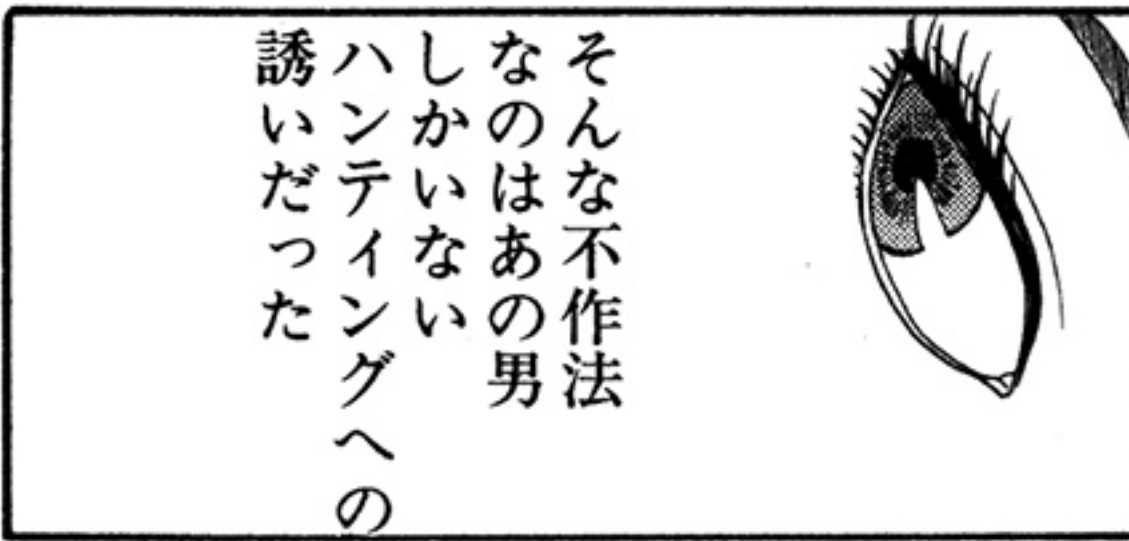 そんな不作法
なのはあの男
しかいない
ハンティングへの
誘いだった